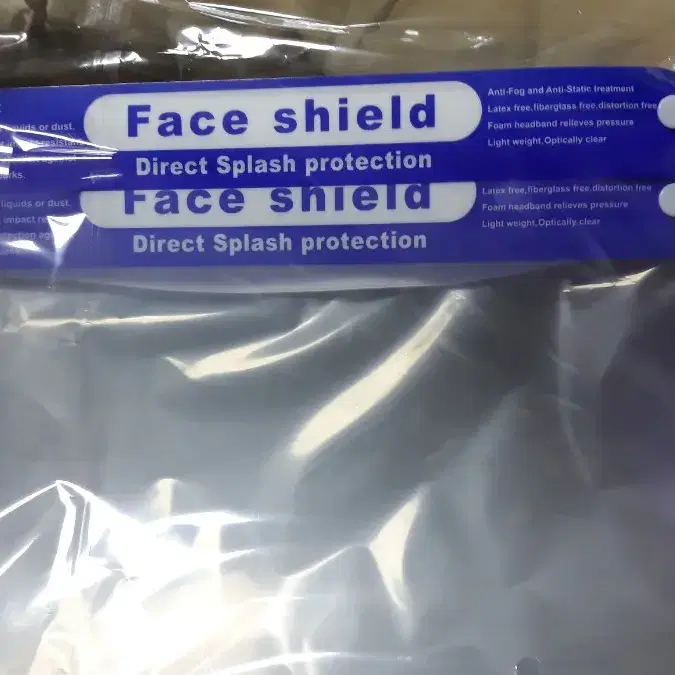 Anti-Fog and Anti-Static treatment
Face shield
Latex free,fiberglass free,distortion free
liquids or dust.
Foam headband relieves pressure
Light weight,Optically clear
Direct Splash protection
Face shield
Latex free,fiberglass free,distortion free
liquids or dust.
Foam headband relieves pressure
impact
Light weight,Optically clear
Direct Splash protection